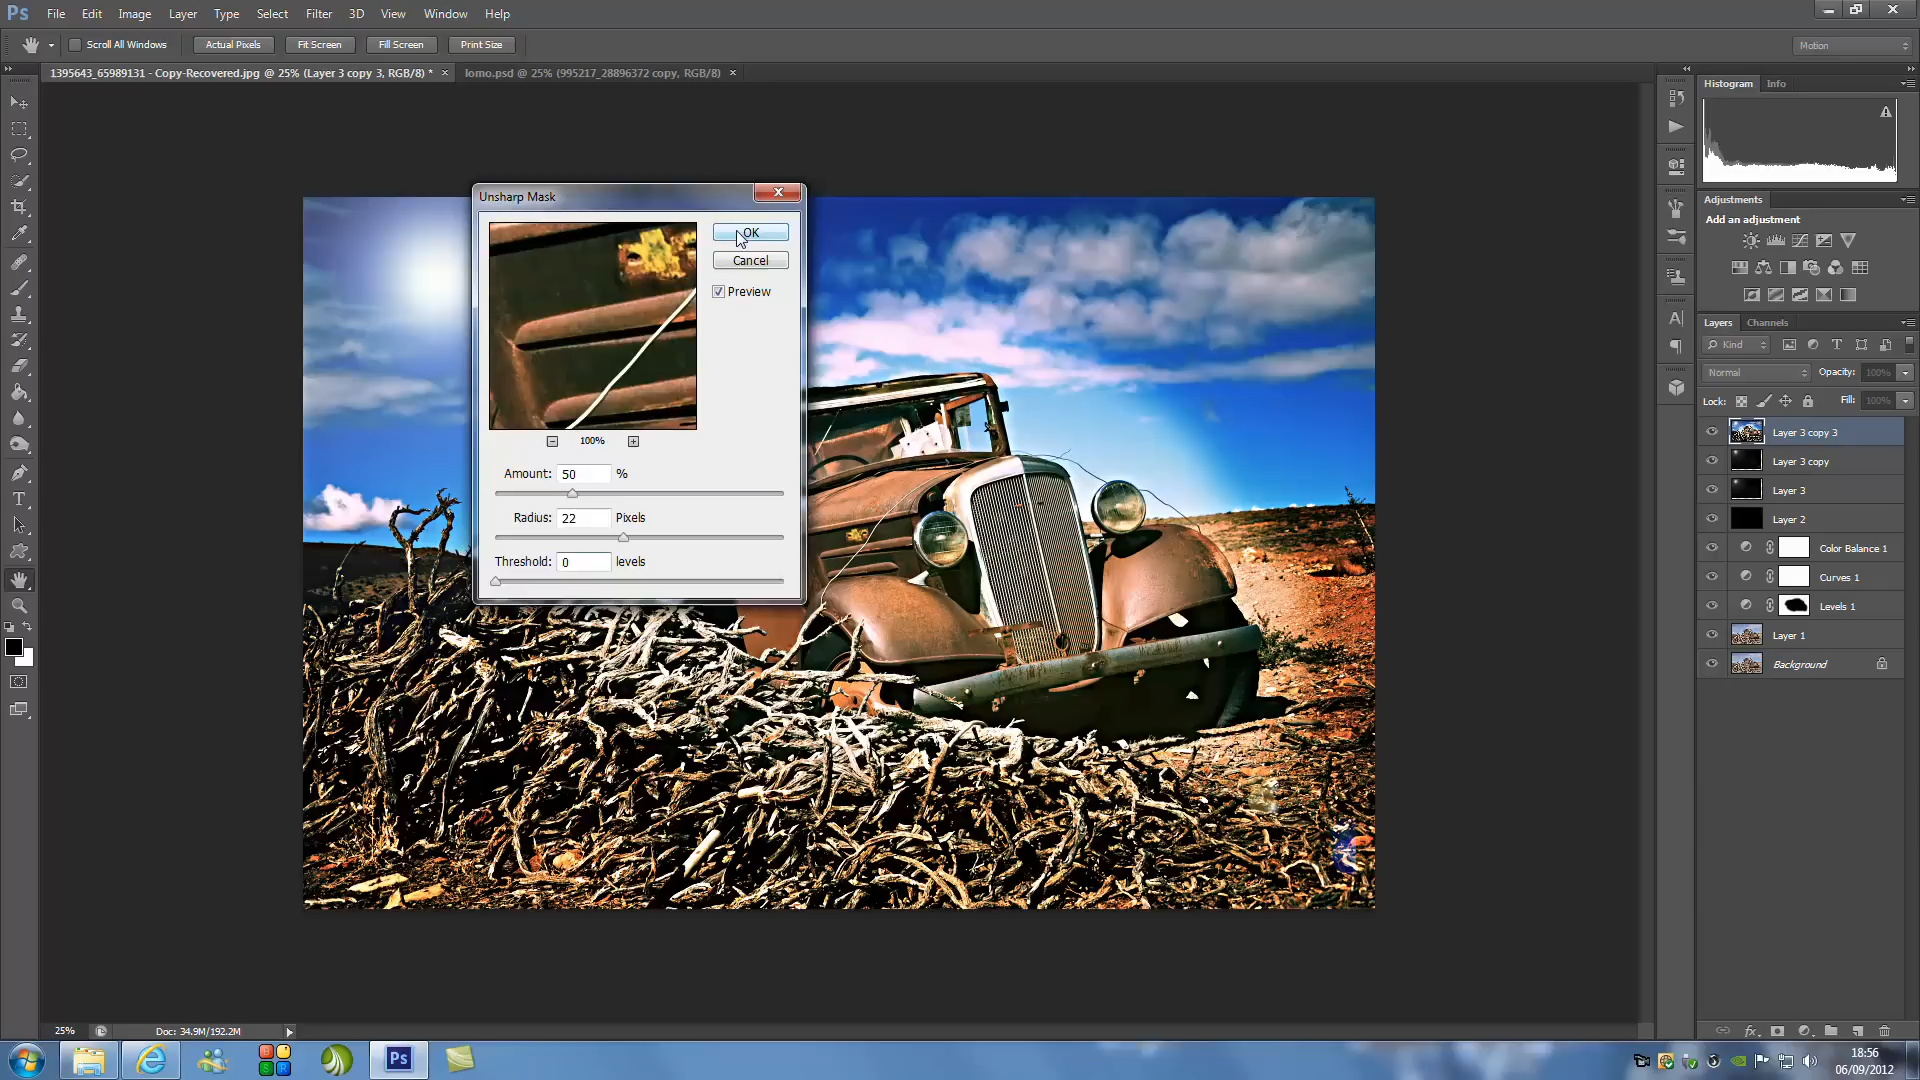 Ps File Edit Image Layer Type Select Filter 3D View Window Help
Scroll All Windows Actual Pixels Fit Screen Fill Screen Print Size Motion
1395643_65989131 - Copy-Recovered.jpg @ 25% (Layer 3 copy 3, RGB/8) * × lomo.psd @ 25% (995217_28896372 copy, RGB/8) ×
Histogram Info
Unsharp Mask
OK
Cancel
Preview
100%
Amount: 50 %
Radius: 22 Pixels
Threshold: 0 levels
Adjustments
Add an adjustment
Layers Channels
Kind
Normal Opacity: 100%
Lock: Fill: 100%
Layer 3 copy 3
Layer 3 copy
Layer 3
Layer 2
Color Balance 1
Curves 1
Levels 1
Layer 1
Background
25% Doc: 34.9M/192.2M
Ps
18:56
06/09/2012